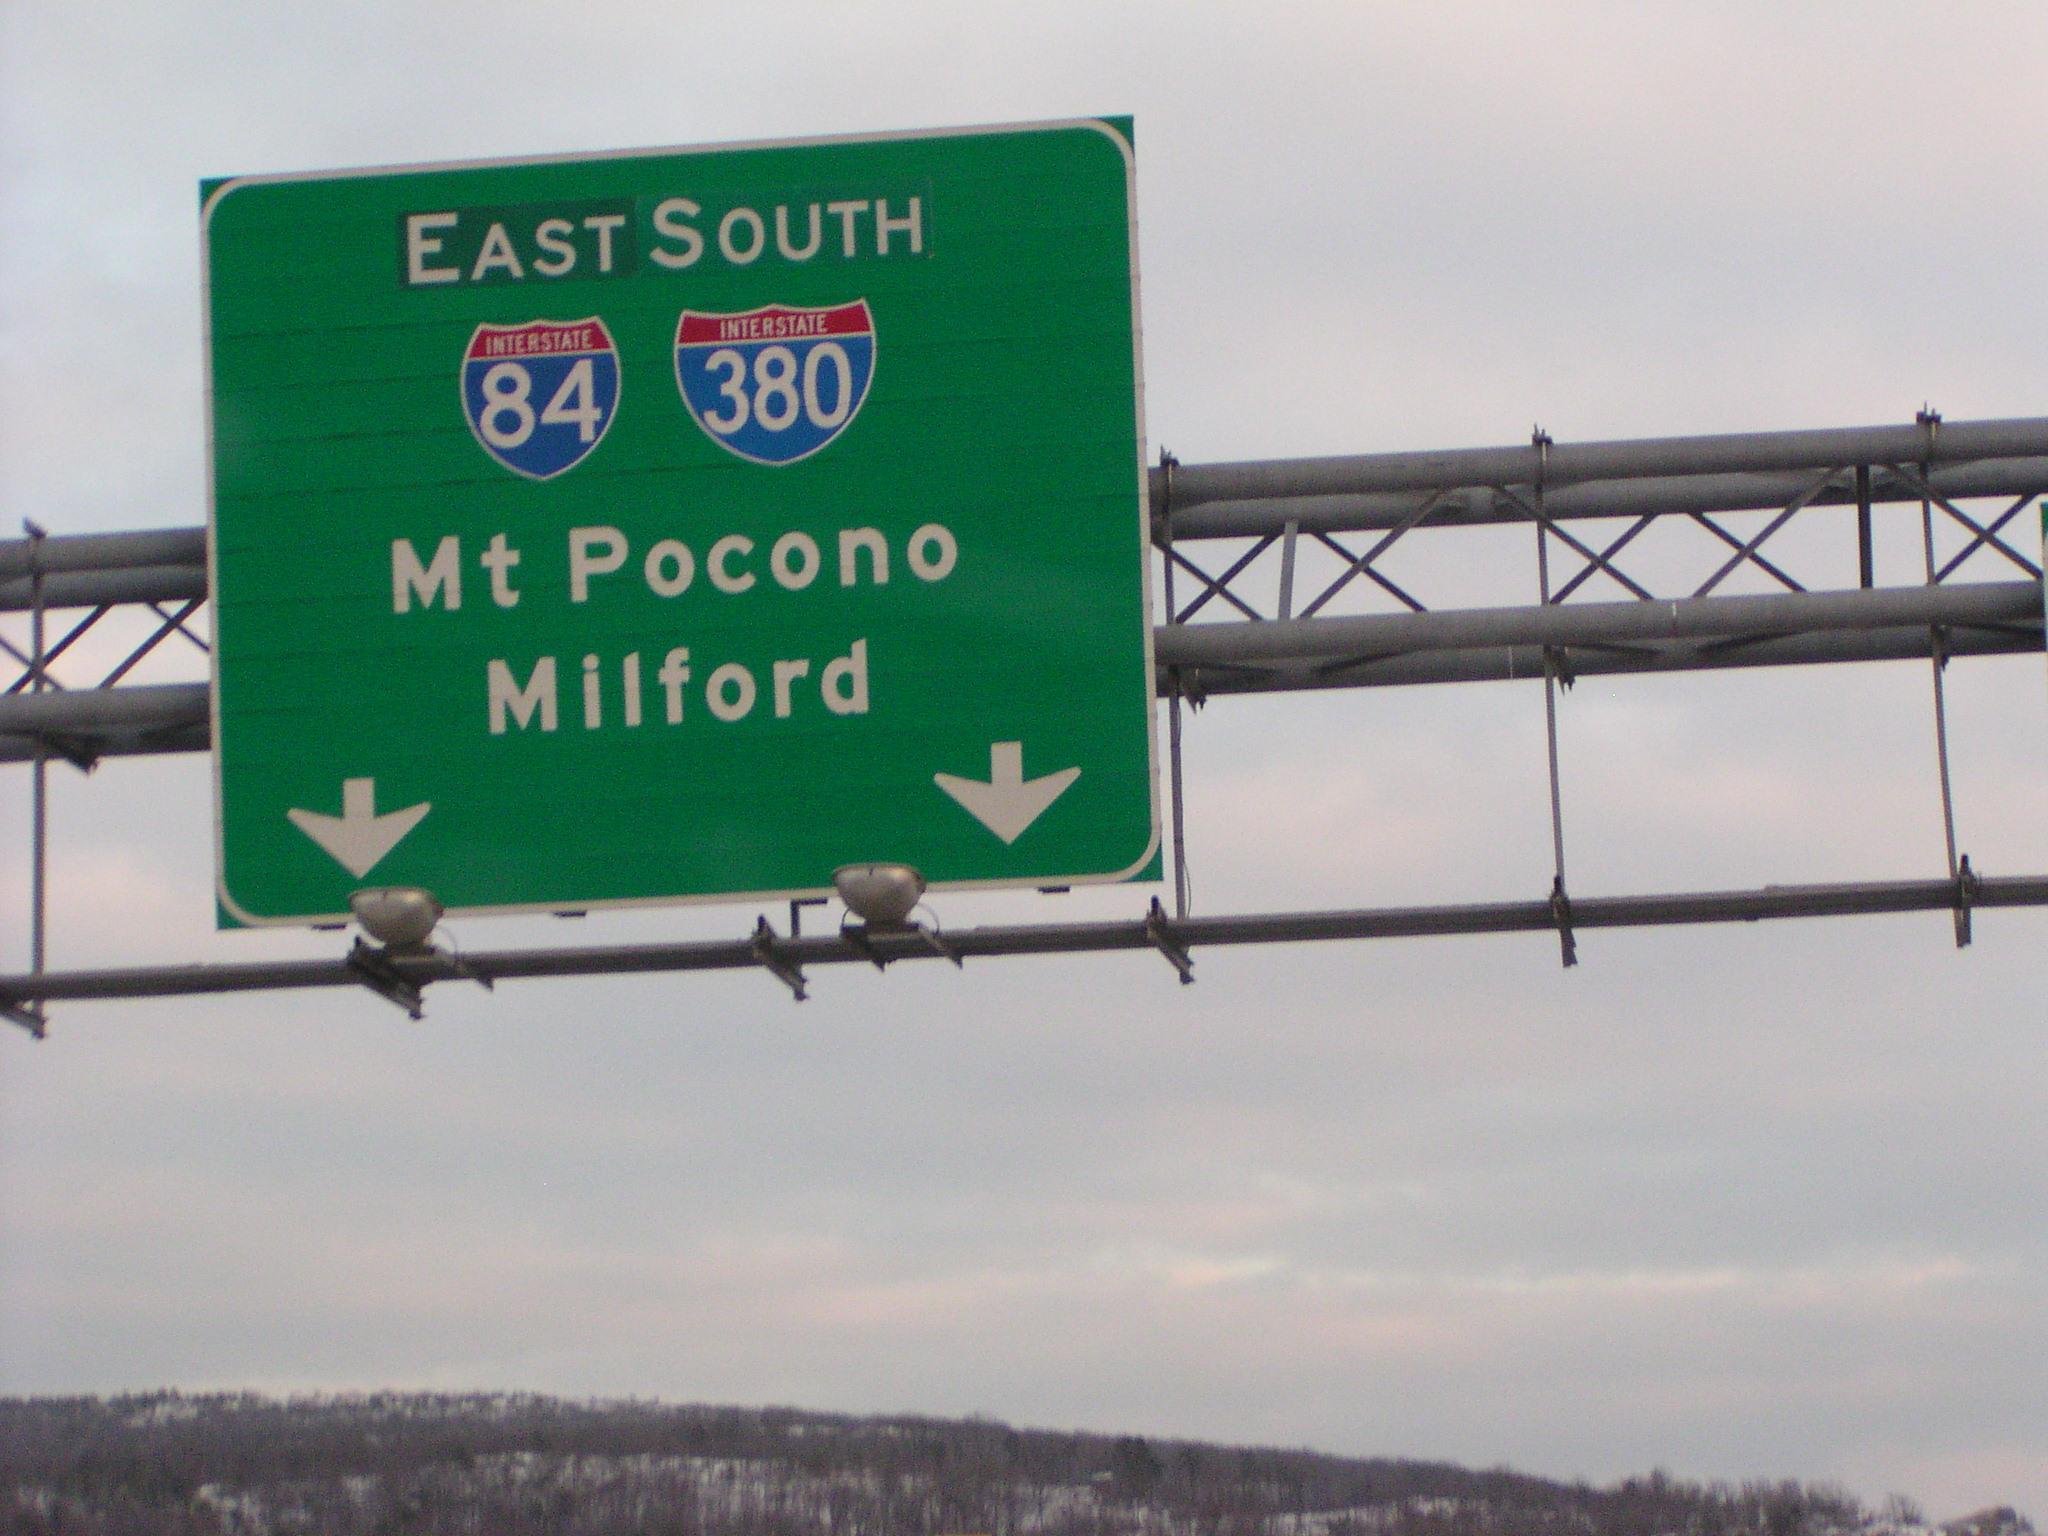 EAST SOUTH
INTERSTATE INTERSTATE
84 380
Mt Pocono
Milford